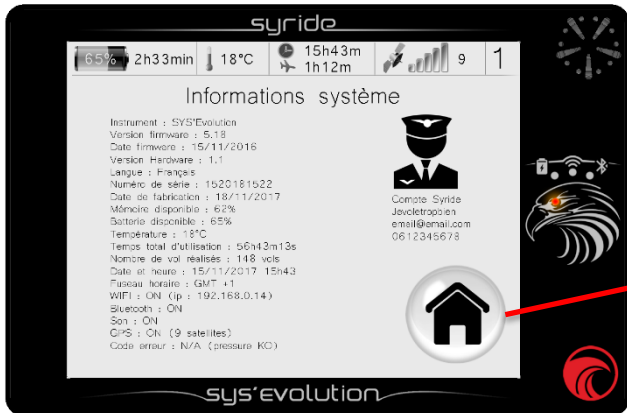 syride
65% 2h33min 18°C 15h43m 1h12m 9 1
Informations système
Instrument : SYS'Evolution
Version firmware : 5.18
Date firmware : 15/11/2016
Version Hardware : 1.1
Langue : Français
Numéro de série : 1520181522
Date de fabrication : 18/11/2017
Mémoire disponible : 62%
Batterie disponible : 65%
Température : 18°C
Temps total d'utilisation : 56h43m13s
Nombre de vol réalisés : 148 vols
Date et heure : 15/11/2017 15h43
Fuseau horaire : GMT +1
WIFI : ON (ip : 192.168.0.14)
Bluetooth : ON
Son : ON
GPS : ON (9 satellites)
Code erreur : N/A (pressure KO)
Compte Syride
Jevoletropbien
email@email.com
0612345678
sys'evolution